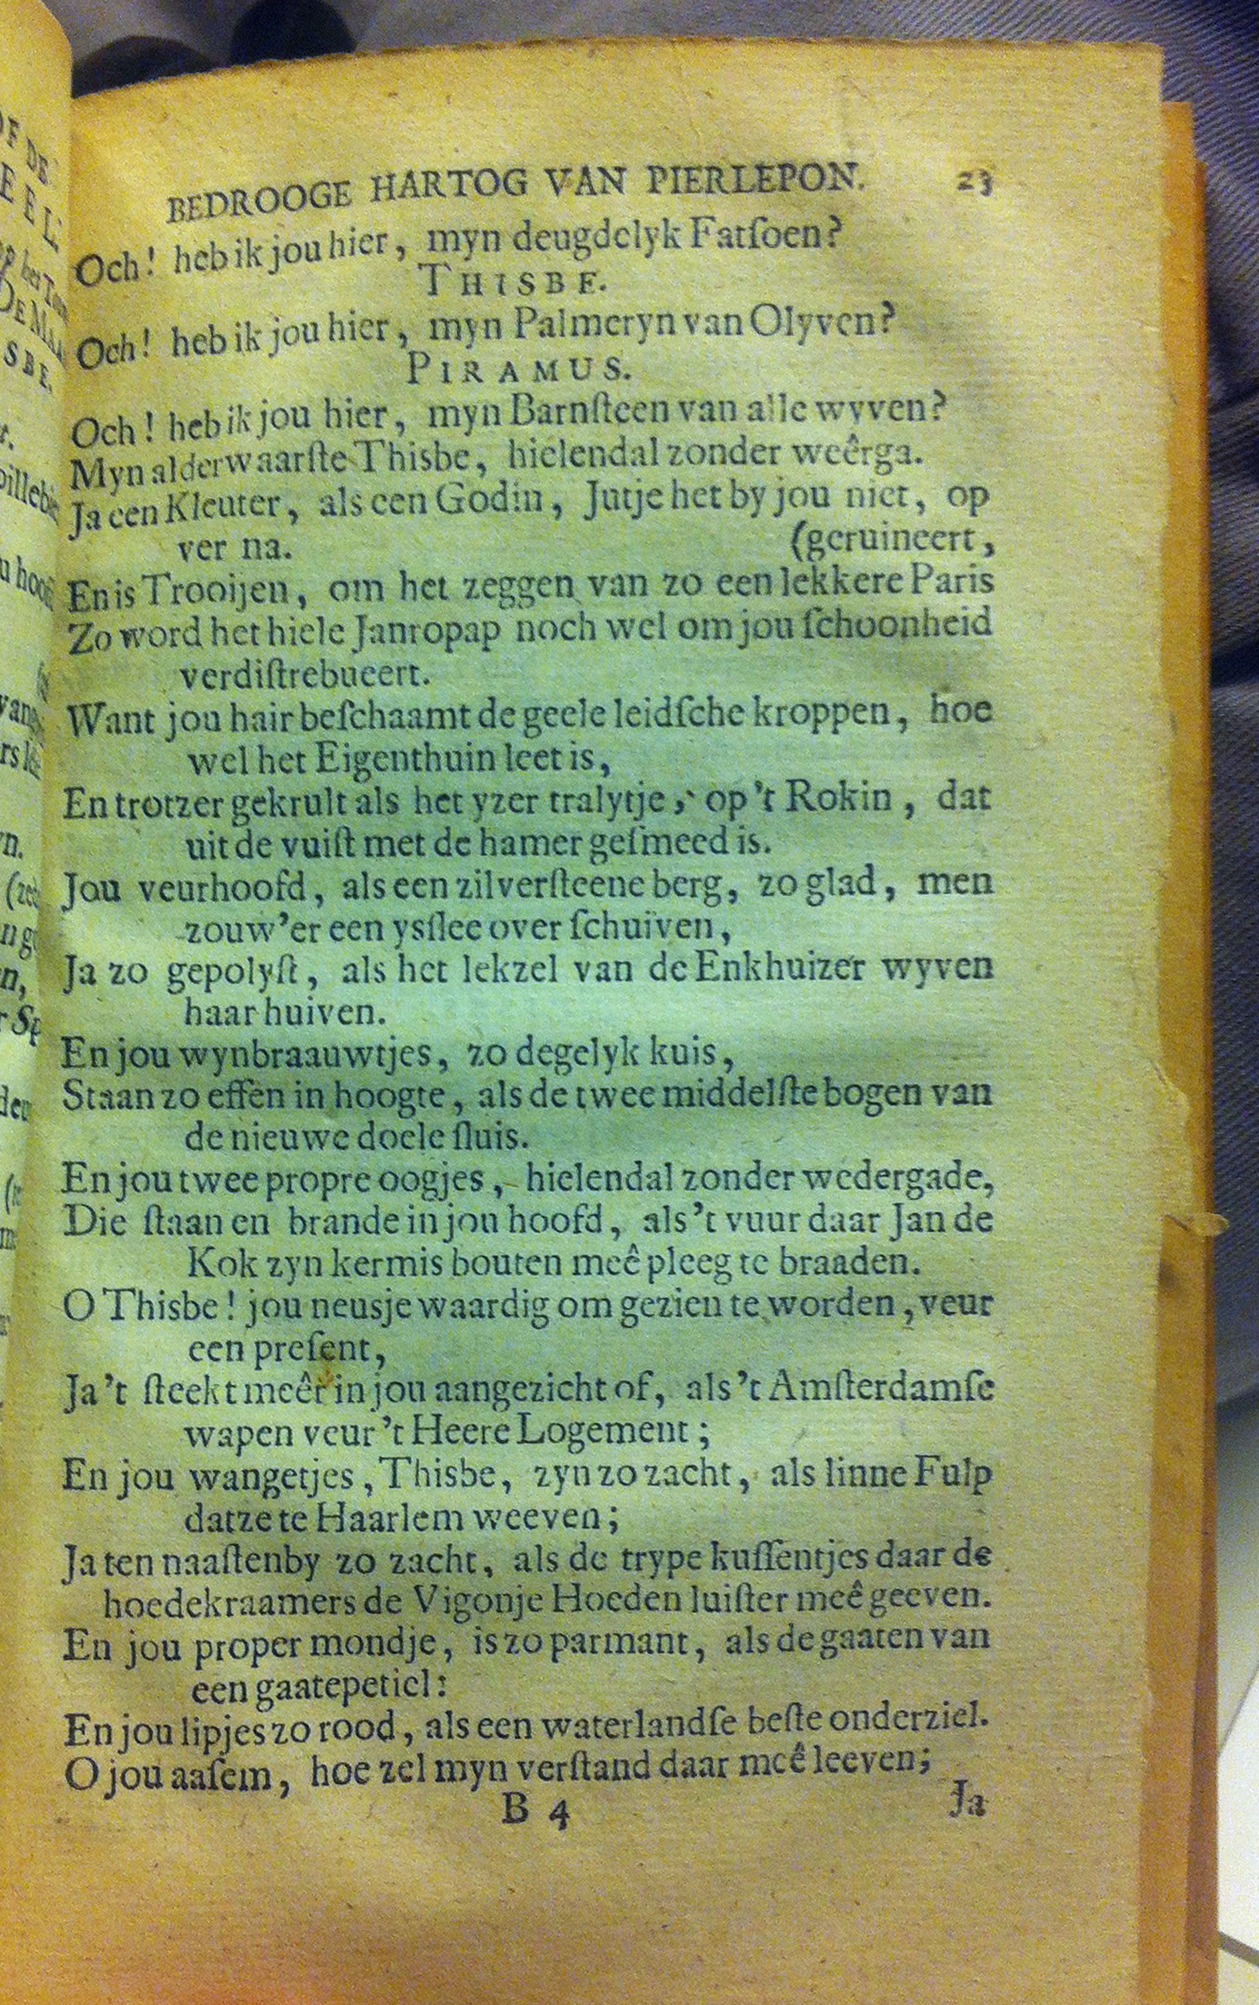 BEDROOGE HARTOG VAN PIERLEPON. 23
Och! heb ik jou hier, myn deugdelyk Fatſoen?
THISBE.
Och! heb ik jou hier, myn Palmeryn van Olyven?
PIRAMUS.
Och! heb ik jou hier, myn Barnſteen van alle wyven?
Myn alderwaarſte Thisbe, hielendal zonder weêrga.
Ja een Kleuter, als een Godin, Jutje het by jou niet, op
ver na. (geruineert,
En is Trooijen, om het zeggen van zo een lekkere Paris
Zo word het hiele Janropap noch wel om jou ſchoonheid
verdiſtrebueert.
Want jou hair beſchaamt de geele leidſche kroppen, hoe
wel het Eigenthuin leet is,
En trotzer gekrult als het yzer tralytje, op 't Rokin, dat
uit de vuiſt met de hamer geſmeed is.
Jou veurhoofd, als een zilverſteene berg, zo glad, men
zouw'er een ysſlee over ſchuiven,
Ja zo gepolyſt, als het lekzel van de Enkhuizer wyven
haar huiven.
En jou wynbraauwtjes, zo degelyk kuis,
Staan zo effen in hoogte, als de twee middelſte bogen van
de nieuwe doele ſluis.
En jou twee propre oogjes, hielendal zonder wedergade,
Die ſtaan en brande in jou hoofd, als 't vuur daar Jan de
Kok zyn kermis bouten meê pleeg te braaden.
O Thisbe! jou neusje waardig om gezien te worden, veur
een preſent,
Ja 't ſteekt meêr in jou aangezicht of, als 't Amſterdamſe
wapen veur 't Heere Logement;
En jou wangetjes, Thisbe, zyn zo zacht, als linne Fulp
datze te Haarlem weeven;
Ja ten naaſtenby zo zacht, als de trype kuſſentjes daar de
hoedekraamers de Vigonje Hoeden luiſter meê geeven.
En jou proper mondje, is zo parmant, als de gaaten van
een gaatepetiel:
En jou lipjes zo rood, als een waterlandſe beſte onderziel.
O jou aaſem, hoe zel myn verſtand daar meê leeven;
B 4 Ja